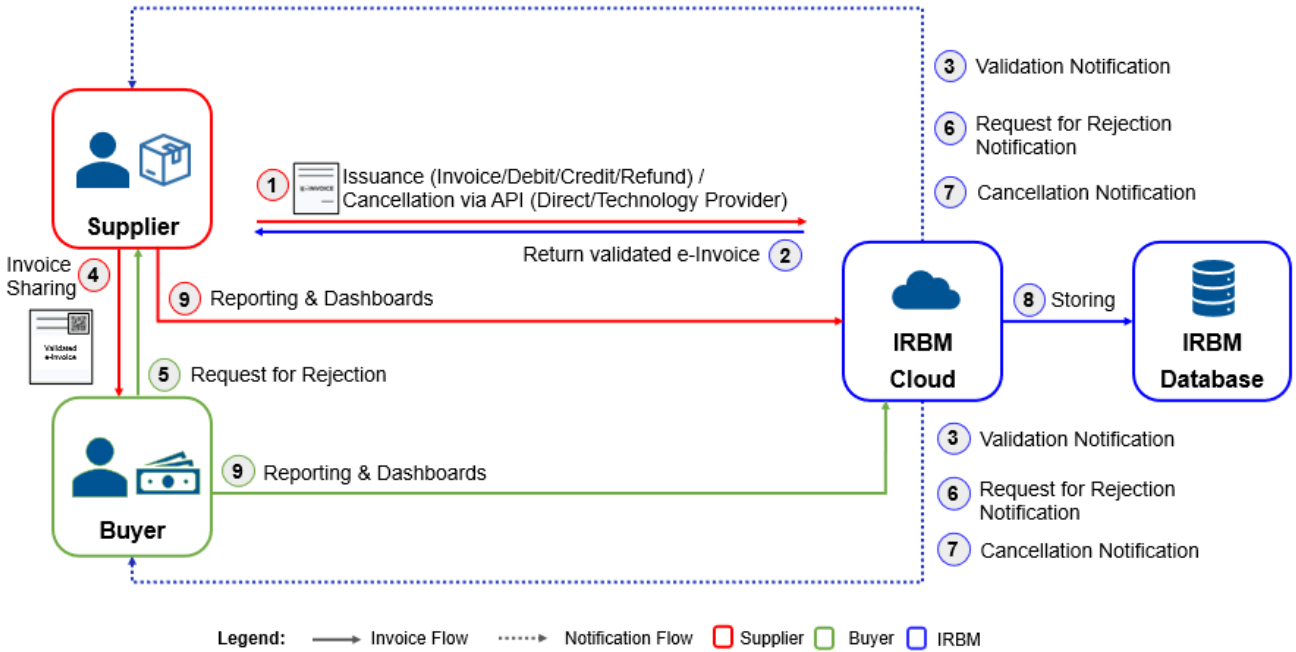 3 Validation Notification
6 Request for Rejection
Notification
7 Cancellation Notification
Supplier
1 E-INVOICE Issuance (Invoice/Debit/Credit/Refund) /
Cancellation via API (Direct/Technology Provider)
Return validated e-Invoice 2
Invoice
Sharing 4
Validated
e-Invoice
9 Reporting & Dashboards
5 Request for Rejection
IRBM
Cloud
8 Storing
IRBM
Database
Buyer
9 Reporting & Dashboards
3 Validation Notification
6 Request for Rejection
Notification
7 Cancellation Notification
Legend: Invoice Flow Notification Flow Supplier Buyer IRBM